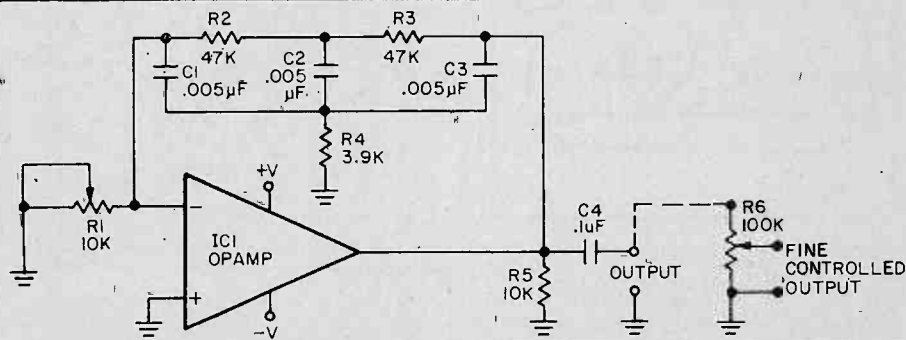 R2
47K
R3
47K
C1
.005µF
C2
.005
µF
C3
.005µF
R4
3.9K
R1
10K
+V
−
IC1
OPAMP
+
−V
C4
.1uF
R5
10K
OUTPUT
R6
100K
FINE
CONTROLLED
OUTPUT